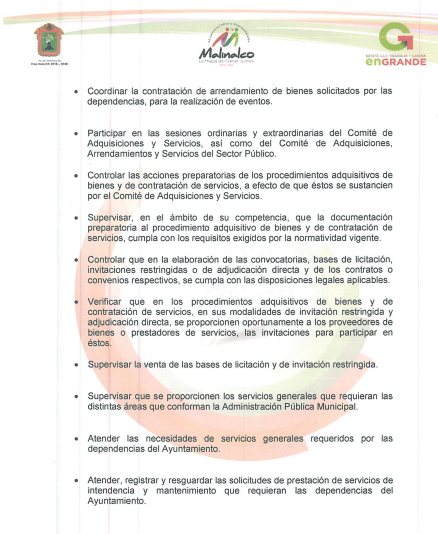 Malinalco
La Magia de Crecer Juntos
GENTE QUE TRABAJA Y LOGRA
enGRANDE
• Coordinar la contratación de arrendamiento de bienes solicitados por las
dependencias, para la realización de eventos.
• Participar en las sesiones ordinarias y extraordinarias del Comité de
Adquisiciones y Servicios, así como del Comité de Adquisiciones,
Arrendamientos y Servicios del Sector Público.
• Controlar las acciones preparatorias de los procedimientos adquisitivos de
bienes y de contratación de servicios, a efecto de que éstos se sustancien
por el Comité de Adquisiciones y Servicios.
• Supervisar, en el ámbito de su competencia, que la documentación
preparatoria al procedimiento adquisitivo de bienes y de contratación de
servicios, cumpla con los requisitos exigidos por la normatividad vigente.
• Controlar que en la elaboración de las convocatorias, bases de licitación,
invitaciones restringidas o de adjudicación directa y de los contratos o
convenios respectivos, se cumpla con las disposiciones legales aplicables.
• Verificar que en los procedimientos adquisitivos de bienes y de
contratación de servicios, en sus modalidades de invitación restringida y
adjudicación directa, se proporcionen oportunamente a los proveedores de
bienes o prestadores de servicios, las invitaciones para participar en
éstos.
• Supervisar la venta de las bases de licitación y de invitación restringida.
• Supervisar que se proporcionen los servicios generales que requieran las
distintas áreas que conforman la Administración Pública Municipal.
• Atender las necesidades de servicios generales requeridos por las
dependencias del Ayuntamiento.
• Atender, registrar y resguardar las solicitudes de prestación de servicios de
intendencia y mantenimiento que requieran las dependencias del
Ayuntamiento.